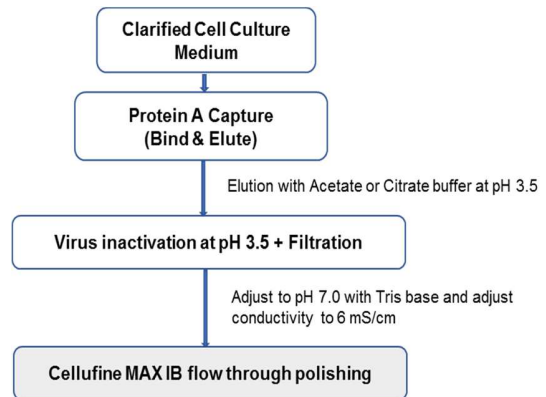 Clarified Cell Culture
Medium
Protein A Capture
(Bind & Elute)
Elution with Acetate or Citrate buffer at pH 3.5
Virus inactivation at pH 3.5 + Filtration
Adjust to pH 7.0 with Tris base and adjust
conductivity to 6 mS/cm
Cellufine MAX IB flow through polishing